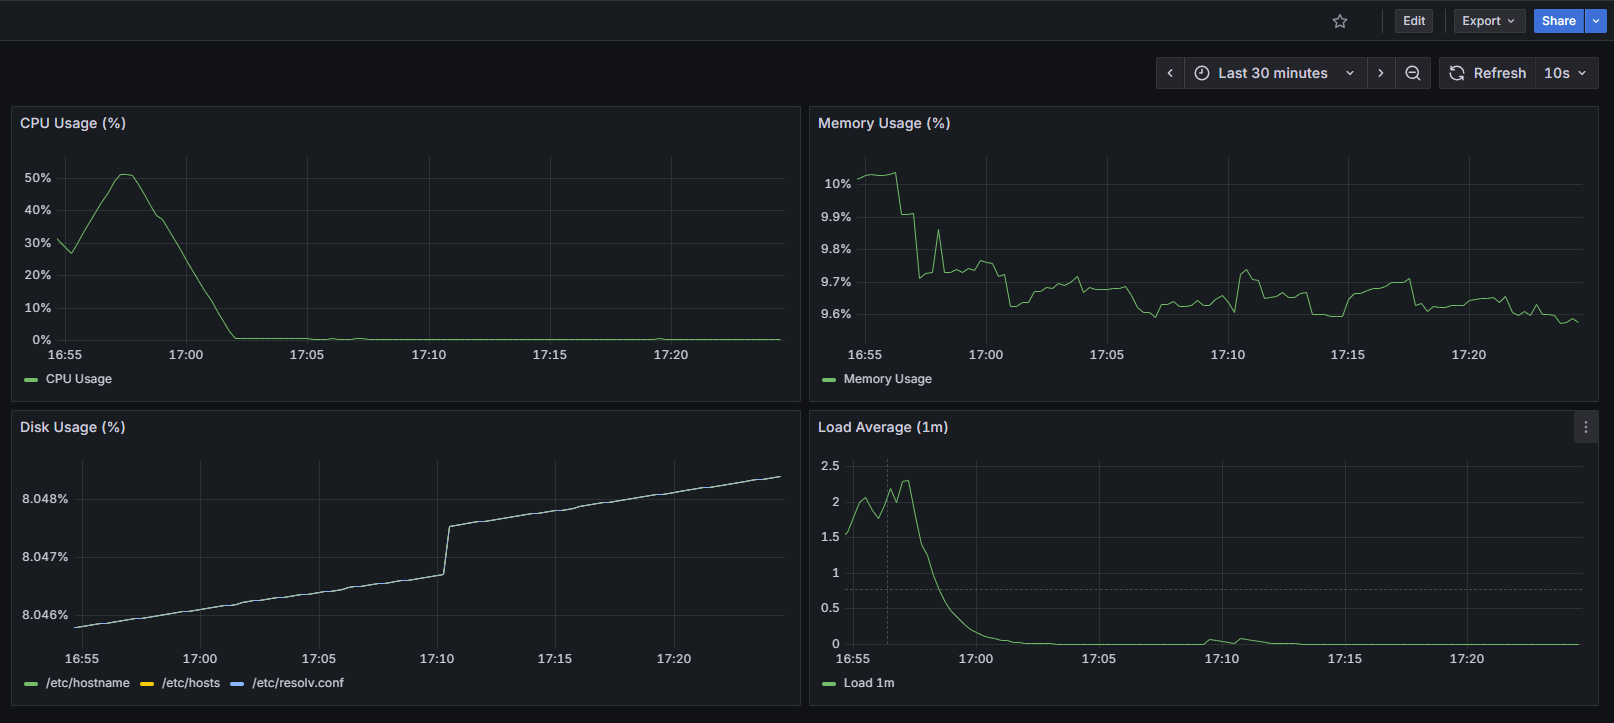 Edit Export Share
Last 30 minutes Refresh 10s
CPU Usage (%)
50%
40%
30%
20%
10%
0%
16:55 17:00 17:05 17:10 17:15 17:20
CPU Usage
Memory Usage (%)
10%
9.9%
9.8%
9.7%
9.6%
16:55 17:00 17:05 17:10 17:15 17:20
Memory Usage
Disk Usage (%)
8.048%
8.047%
8.046%
16:55 17:00 17:05 17:10 17:15 17:20
/etc/hostname /etc/hosts /etc/resolv.conf
Load Average (1m)
2.5
2
1.5
1
0.5
0
16:55 17:00 17:05 17:10 17:15 17:20
Load 1m